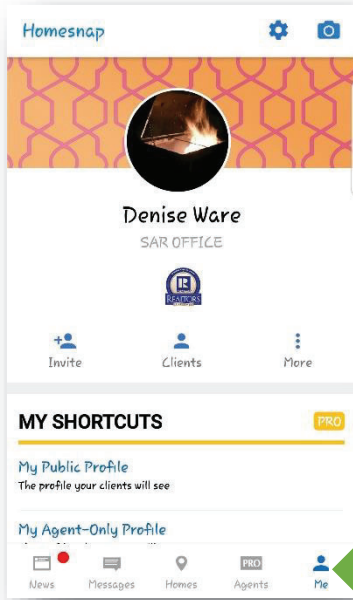 Homesnap
Denise Ware
SAR OFFICE
R
REALTORS
Invite
Clients
More
MY SHORTCUTS
PRO
My Public Profile
The profile your clients will see
My Agent-Only Profile
News
Messages
Homes
PRO
Agents
Me